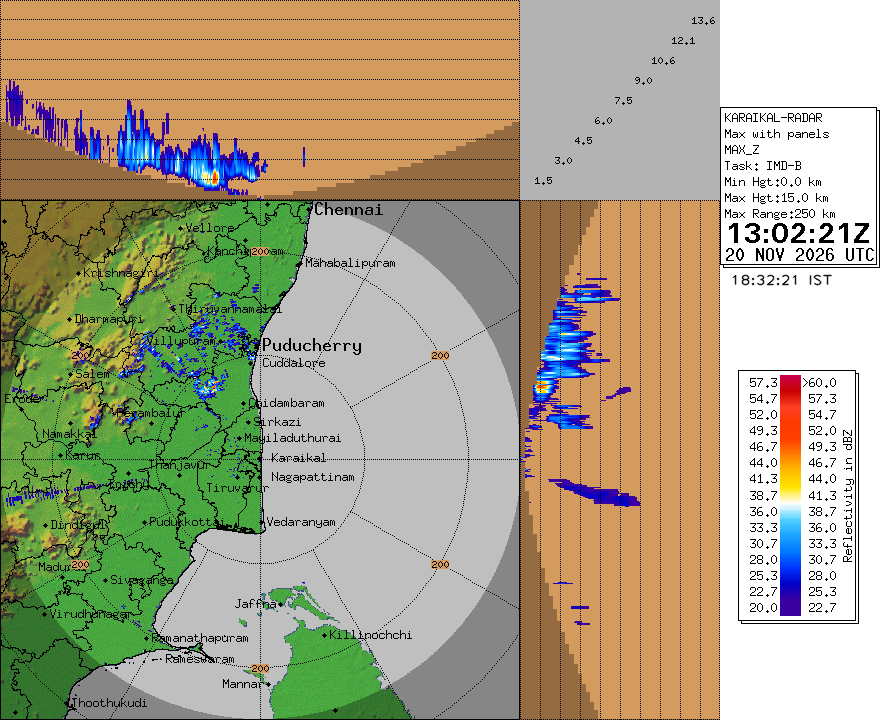 13.6
12.1
10.6
9.0
7.5
6.0
4.5
3.0
1.5
KARAIKAL-RADAR
Max with panels
MAX_Z
Task: IMD-B
Min Hgt:0.0 km
Max Hgt:15.0 km
Max Range:250 km
13:02:21Z
20 NOV 2026 UTC
18:32:21 IST
Chennai
Vellore
200
Mahabalipuram
Krishnagiri
Thiruvannamalai
Dharmapuri
Villupuram
Puducherry
200
200
Cuddalore
Salem
Erode
Chidambaram
Perambalur
Sirkazi
Namakkal
Mayiladuthurai
Karur
Karaikal
Thanjavur
Nagapattinam
Tiruvarur
Dindigul
Pudukkottai
Vedaranyam
200
200
Madurai
Sivaganga
Jaffna
Virudhunagar
Ramanathapuram
Killinochchi
Rameswaram
200
Mannar
Thoothukudi
57.3 >60.0
54.7 57.3
52.0 54.7
49.3 52.0
46.7 49.3
44.0 46.7
41.3 44.0
38.7 41.3
36.0 38.7
33.3 36.0
30.7 33.3
28.0 30.7
25.3 28.0
22.7 25.3
20.0 22.7
Reflectivity in dBZ